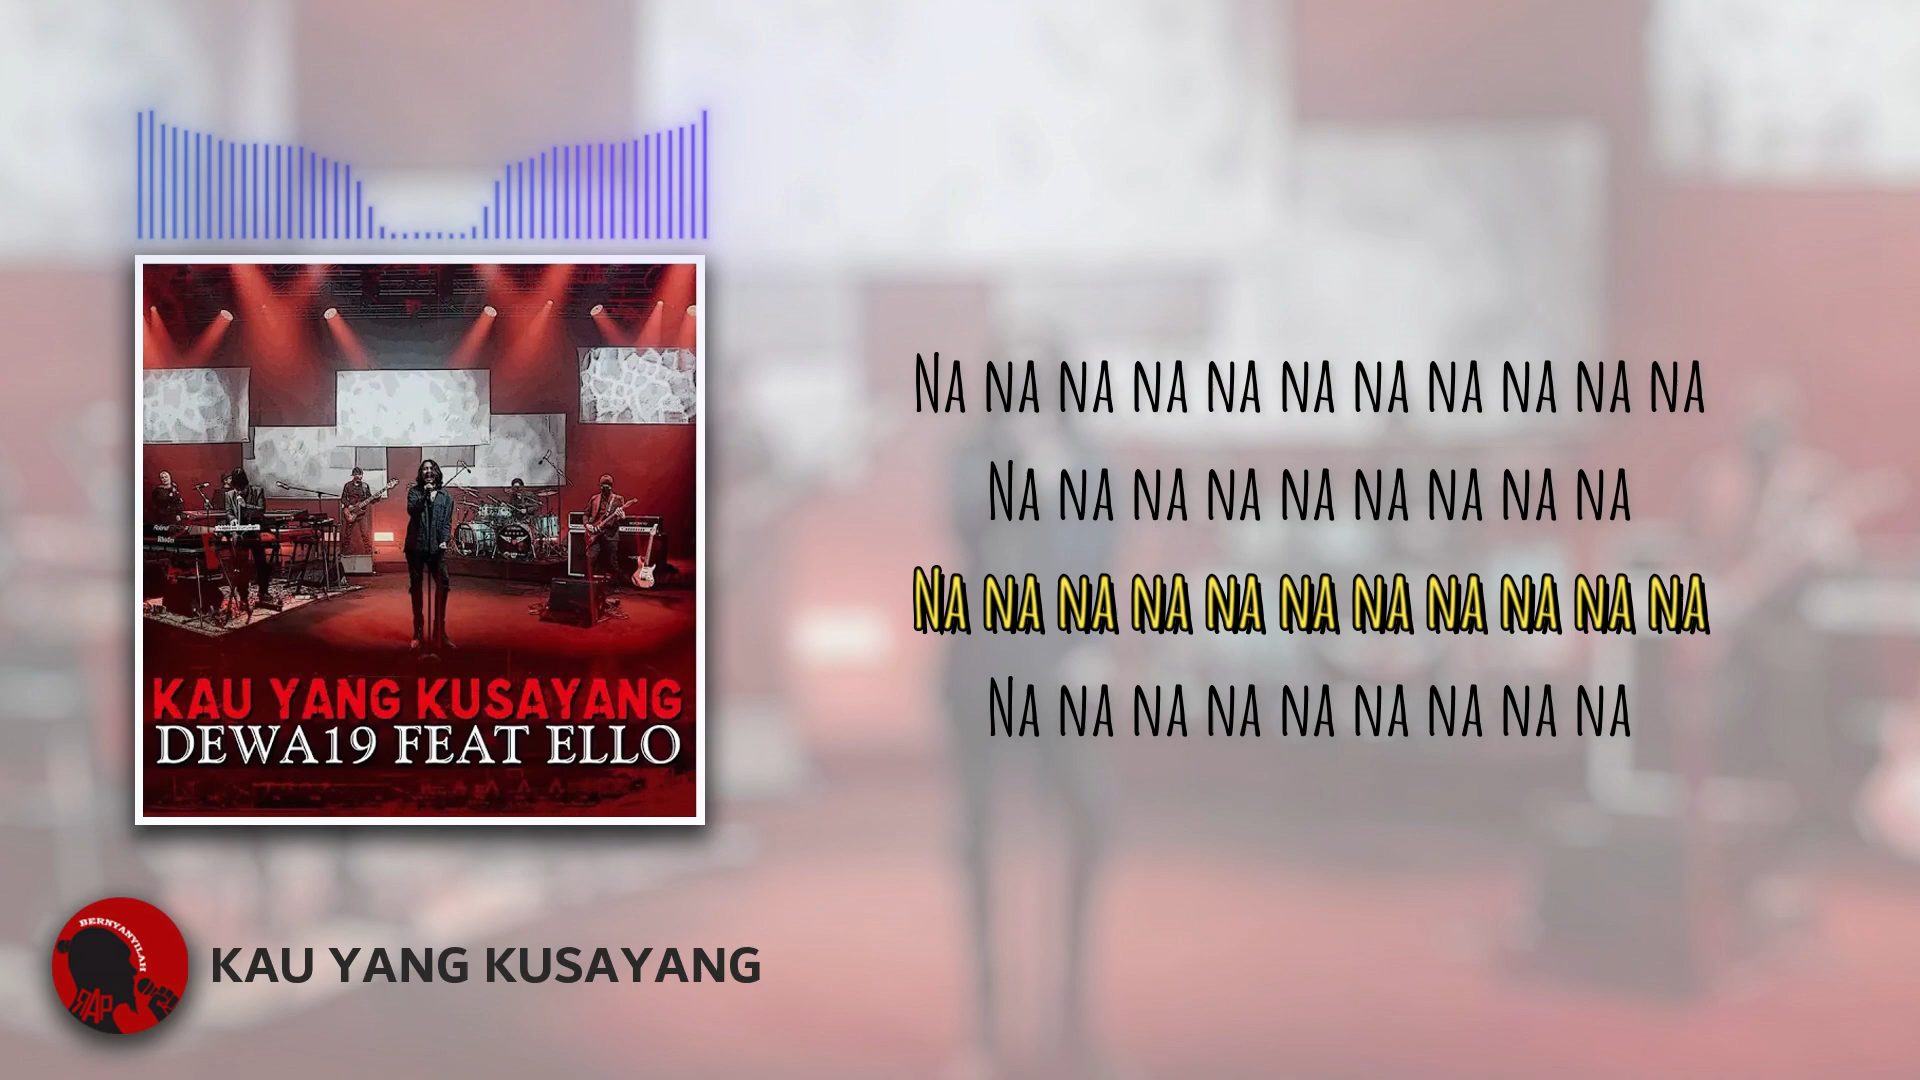 KAU YANG KUSAYANG
DEWA19 FEAT ELLO
Na na na na na na na na na na na
Na na na na na na na na na
Na na na na na na na na na na na
Na na na na na na na na na
BERNYANYILAH
RAP
KAU YANG KUSAYANG